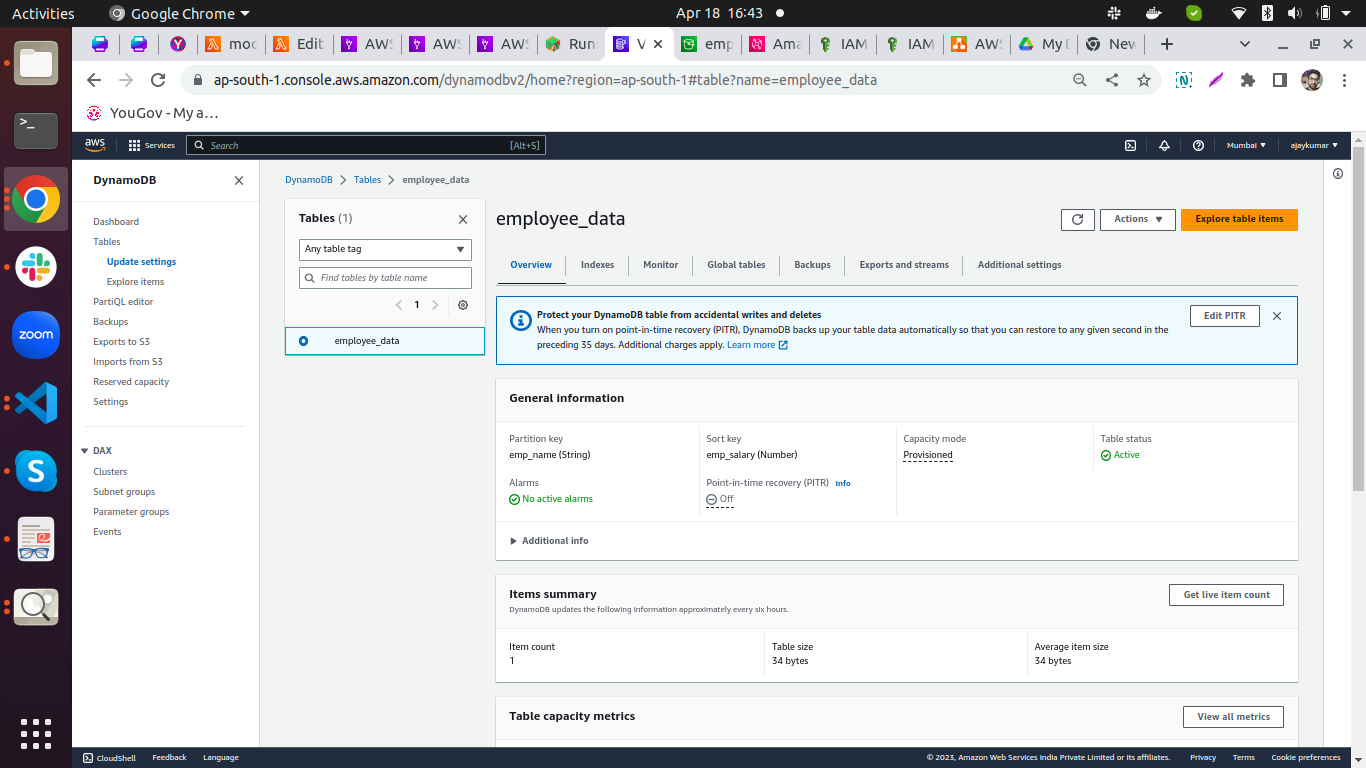 Activities
Google Chrome
Apr 18 16:43
moc
Edit
AWS
AWS
AWS
Run
V
emp
Ama
IAM
IAM
AWS
My D
New
ap-south-1.console.aws.amazon.com/dynamodbv2/home?region=ap-south-1#table?name=employee_data
YouGov - My a...
aws
Services
Search
[Alt+S]
Mumbai
ajaykumar
DynamoDB
Dashboard
Tables
Update settings
Explore items
PartiQL editor
Backups
Exports to S3
Imports from S3
Reserved capacity
Settings
DAX
Clusters
Subnet groups
Parameter groups
Events
DynamoDB
Tables
employee_data
Tables (1)
Any table tag
Find tables by table name
1
employee_data
employee_data
Actions
Explore table items
Overview
Indexes
Monitor
Global tables
Backups
Exports and streams
Additional settings
Protect your DynamoDB table from accidental writes and deletes
When you turn on point-in-time recovery (PITR), DynamoDB backs up your table data automatically so that you can restore to any given second in the
preceding 35 days. Additional charges apply. Learn more
Edit PITR
General information
Partition key
emp_name (String)
Sort key
emp_salary (Number)
Capacity mode
Provisioned
Table status
Active
Alarms
No active alarms
Point-in-time recovery (PITR) Info
Off
Additional info
Items summary
DynamoDB updates the following information approximately every six hours.
Get live item count
Item count
1
Table size
34 bytes
Average item size
34 bytes
Table capacity metrics
View all metrics
zoom
CloudShell
Feedback
Language
© 2023, Amazon Web Services India Private Limited or its affiliates.
Privacy
Terms
Cookie preferences